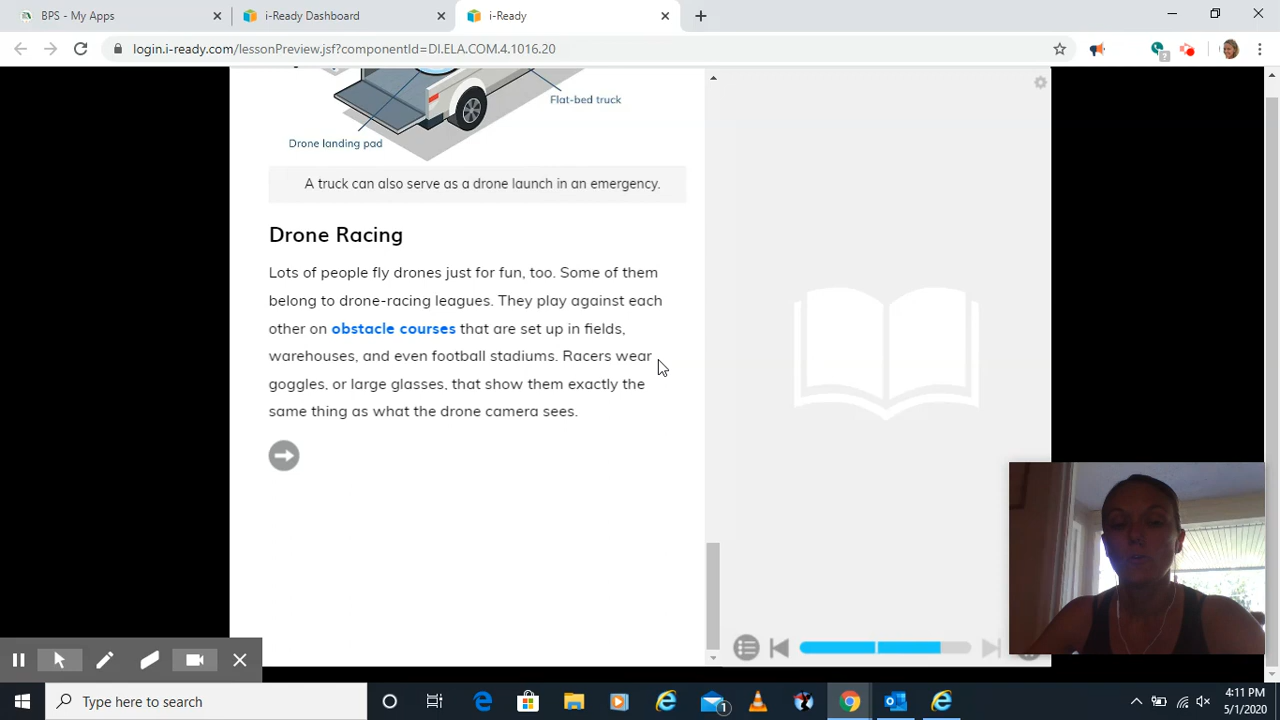 BPS - My Apps
i-Ready Dashboard
i-Ready
login.i-ready.com/lessonPreview.jsf?componentId=DI.ELA.COM.4.1016.20
Flat-bed truck
Drone landing pad
A truck can also serve as a drone launch in an emergency.
Drone Racing
Lots of people fly drones just for fun, too. Some of them
belong to drone-racing leagues. They play against each
other on obstacle courses that are set up in fields,
warehouses, and even football stadiums. Racers wear
goggles, or large glasses, that show them exactly the
same thing as what the drone camera sees.
Type here to search
1
4:11 PM
5/1/2020